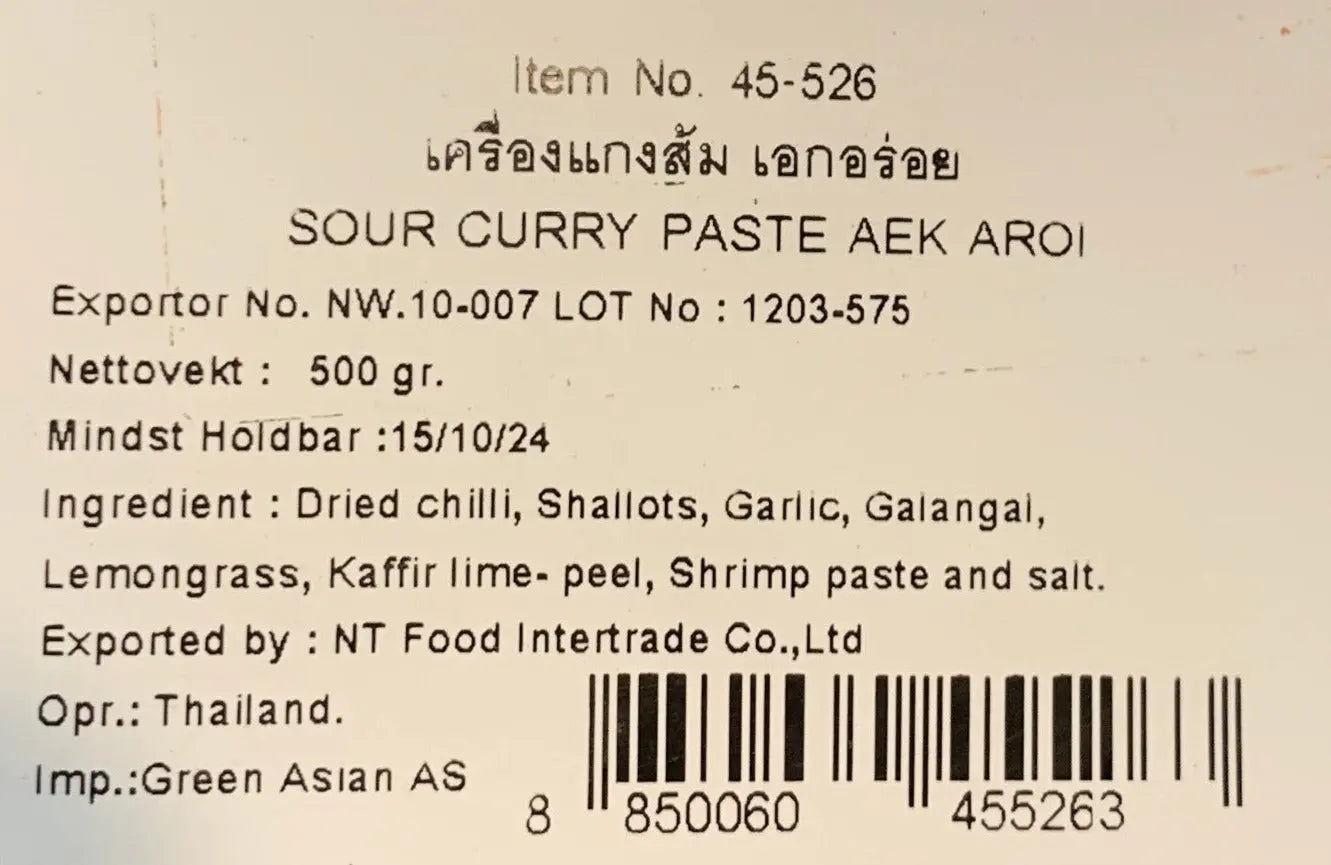 Item No. 45-526
เครื่องแกงส้ม เอกอร่อย
SOUR CURRY PASTE AEK AROI
Exportor No. NW.10-007 LOT No : 1203-575
Nettovekt : 500 gr.
Mindst Holdbar :15/10/24
Ingredient : Dried chilli, Shallots, Garlic, Galangal,
Lemongrass, Kaffir lime- peel, Shrimp paste and salt.
Exported by : NT Food Intertrade Co.,Ltd
Opr.: Thailand.
Imp.:Green Asian AS
8 850060 455263